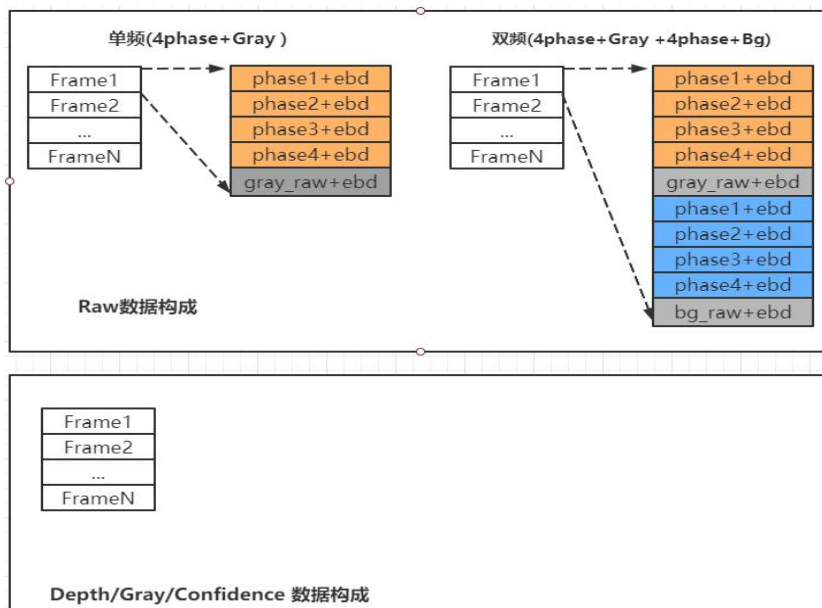 单频(4phase+Gray )
Frame1
Frame2
...
FrameN
phase1+ebd
phase2+ebd
phase3+ebd
phase4+ebd
gray_raw+ebd
双频(4phase+Gray +4phase+Bg)
Frame1
Frame2
...
FrameN
phase1+ebd
phase2+ebd
phase3+ebd
phase4+ebd
gray_raw+ebd
phase1+ebd
phase2+ebd
phase3+ebd
phase4+ebd
bg_raw+ebd
Raw数据构成
Frame1
Frame2
...
FrameN
Depth/Gray/Confidence 数据构成